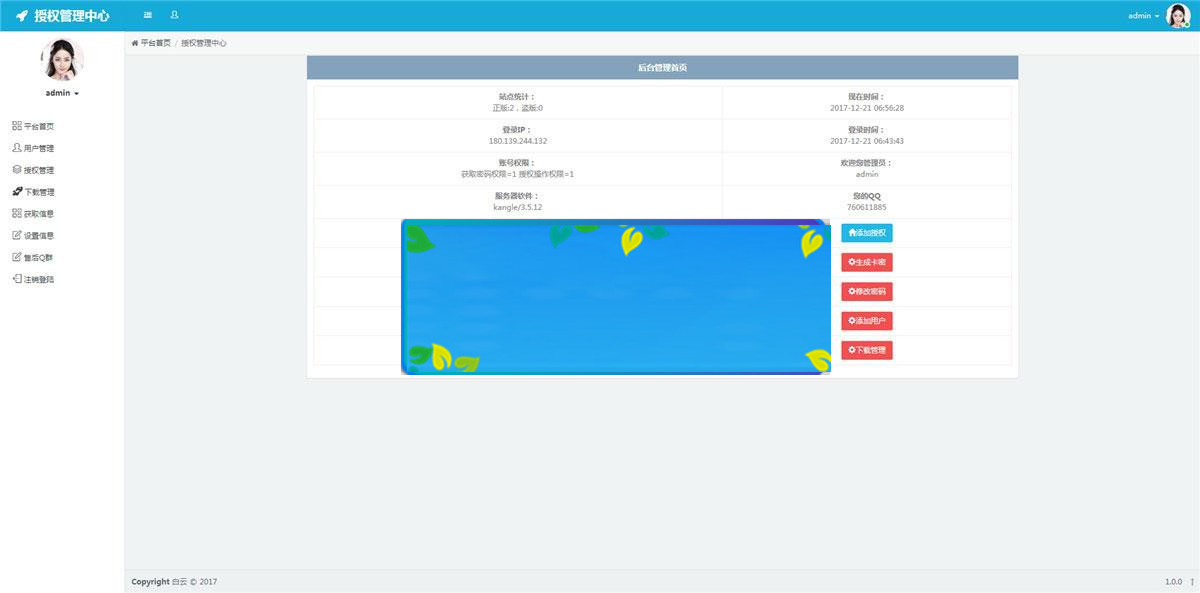 授权管理中心
admin
admin
平台首页 / 授权管理中心
平台首页
用户管理
授权管理
下载管理
获取信息
设置信息
售后Q群
注销登陆
后台管理首页
站点统计：
正版:2，盗版:0
现在时间：
2017-12-21 06:56:28
登录IP：
180.139.244.132
登录时间：
2017-12-21 06:43:43
账号权限：
获取密码权限=1 授权操作权限=1
欢迎您管理员：
admin
服务器软件：
kangle/3.5.12
您的QQ
760611885
添加授权
生成卡密
修改密码
添加用户
下载管理
Copyright 白云 © 2017
1.0.0